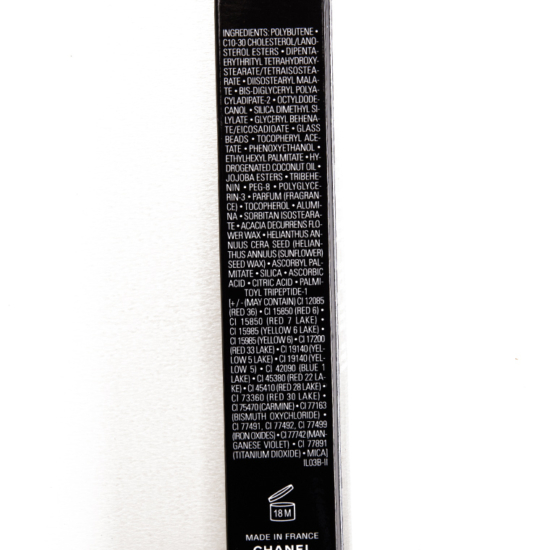 INGREDIENTS: POLYBUTENE •
C10-30 CHOLESTEROL/LANO-
STEROL ESTERS • DIPENTA-
ERYTHRITYL TETRAHYDROXY-
STEARATE/TETRAISOSTEA-
RATE • DIISOSTEARYL MALA-
TE • BIS-DIGLYCERYL POLYA-
CYLADIPATE-2 • OCTYLDODE-
CANOL • SILICA DIMETHYL SI-
LYLATE • GLYCERYL BEHENA-
TE/EICOSADIOATE • GLASS
BEADS • TOCOPHERYL ACE-
TATE • PHENOXYETHANOL •
ETHYLHEXYL PALMITATE • HY-
DROGENATED COCONUT OIL •
JOJOBA ESTERS • TRIBEHE-
NIN • PEG-8 • POLYGLYCE-
RIN-3 • PARFUM (FRAGRAN-
CE) • TOCOPHEROL • ALUMI-
NA • SORBITAN ISOSTEARA-
TE • ACACIA DECURRENS FLO-
WER WAX • HELIANTHUS AN-
NUUS CERA SEED (HELIAN-
THUS ANNUUS (SUNFLOWER)
SEED WAX) • ASCORBYL PAL-
MITATE • SILICA • ASCORBIC
ACID • CITRIC ACID • PALMI-
TOYL TRIPEPTIDE-1
[+ / - (MAY CONTAIN) CI 12085
(RED 36) • CI 15850 (RED 6) •
CI 15850 (RED 7 LAKE) •
CI 15985 (YELLOW 6 LAKE) •
CI 15985 (YELLOW 6) • CI 17200
(RED 33 LAKE) • CI 19140 (YEL-
LOW 5 LAKE) • CI 19140 (YEL-
LOW 5) • CI 42090 (BLUE 1
LAKE) • CI 45380 (RED 22 LA-
KE) • CI 45410 (RED 28 LAKE) •
CI 73360 (RED 30 LAKE) •
CI 75470 (CARMINE) • CI 77163
(BISMUTH OXYCHLORIDE) •
CI 77491, CI 77492, CI 77499
(IRON OXIDES) • CI 77742 (MAN-
GANESE VIOLET) • CI 77891
(TITANIUM DIOXIDE) • MICA]
IL03B-II
18 M
MADE IN FRANCE
CHANEL